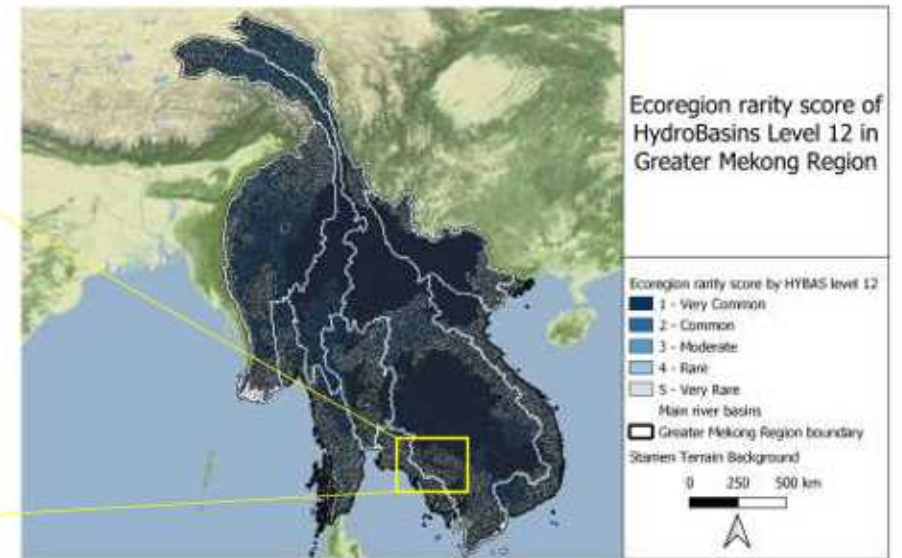 Ecoregion rarity score of
HydroBasins Level 12 in
Greater Mekong Region
Ecoregion rarity score by HYBAS level 12
1 - Very Common
2 - Common
3 - Moderate
4 - Rare
5 - Very Rare
Main river basins
Greater Mekong Region boundary
Stamen Terrain Background
0 250 500 km